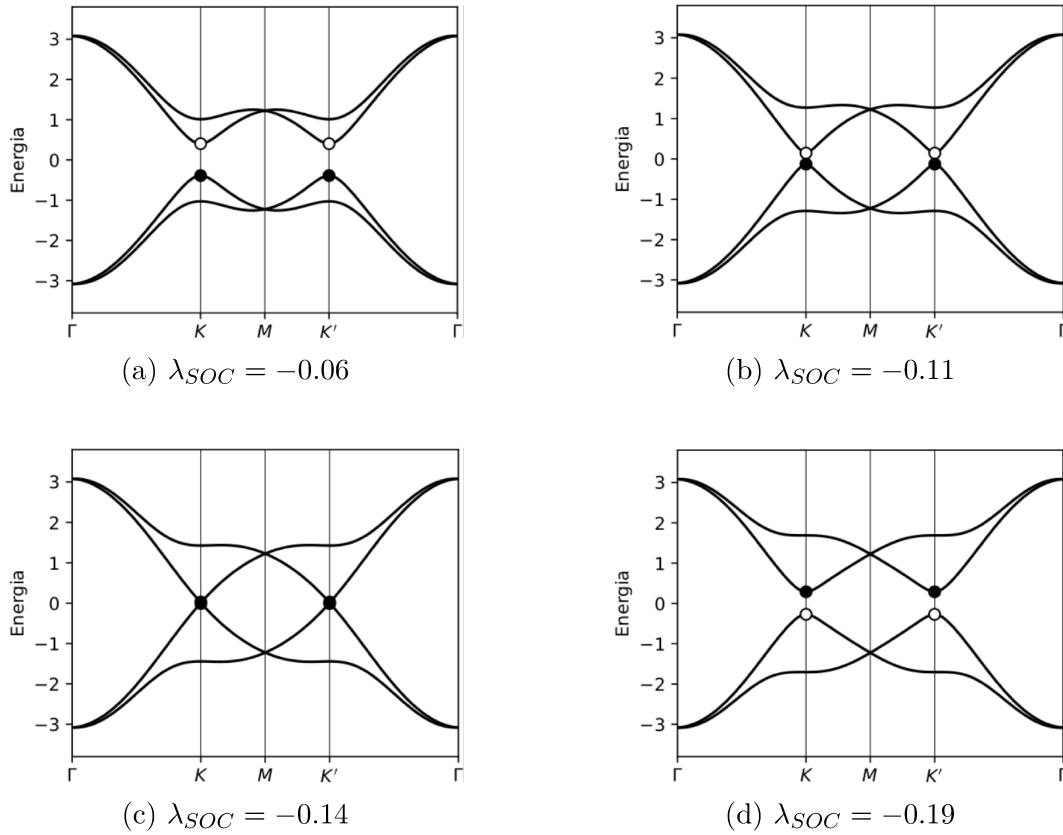 3
2
1
0
−1
−2
−3
Energia
Γ
K
M
K′
Γ
(a) λSOC = −0.06
3
2
1
0
−1
−2
−3
Energia
Γ
K
M
K′
Γ
(b) λSOC = −0.11
3
2
1
0
−1
−2
−3
Energia
Γ
K
M
K′
Γ
(c) λSOC = −0.14
3
2
1
0
−1
−2
−3
Energia
Γ
K
M
K′
Γ
(d) λSOC = −0.19